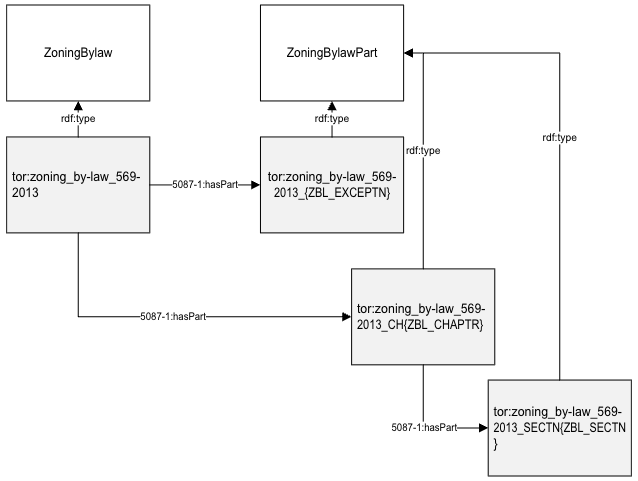 ZoningBylaw
ZoningBylawPart
rdf:type
rdf:type
rdf:type
rdf:type
tor:zoning_by-law_569-
2013
5087-1:hasPart
tor:zoning_by-law_569-
2013_{ZBL_EXCEPTN}
5087-1:hasPart
tor:zoning_by-law_569-
2013_CH{ZBL_CHAPTR}
5087-1:hasPart
tor:zoning_by-law_569-
2013_SECTN{ZBL_SECTN
}